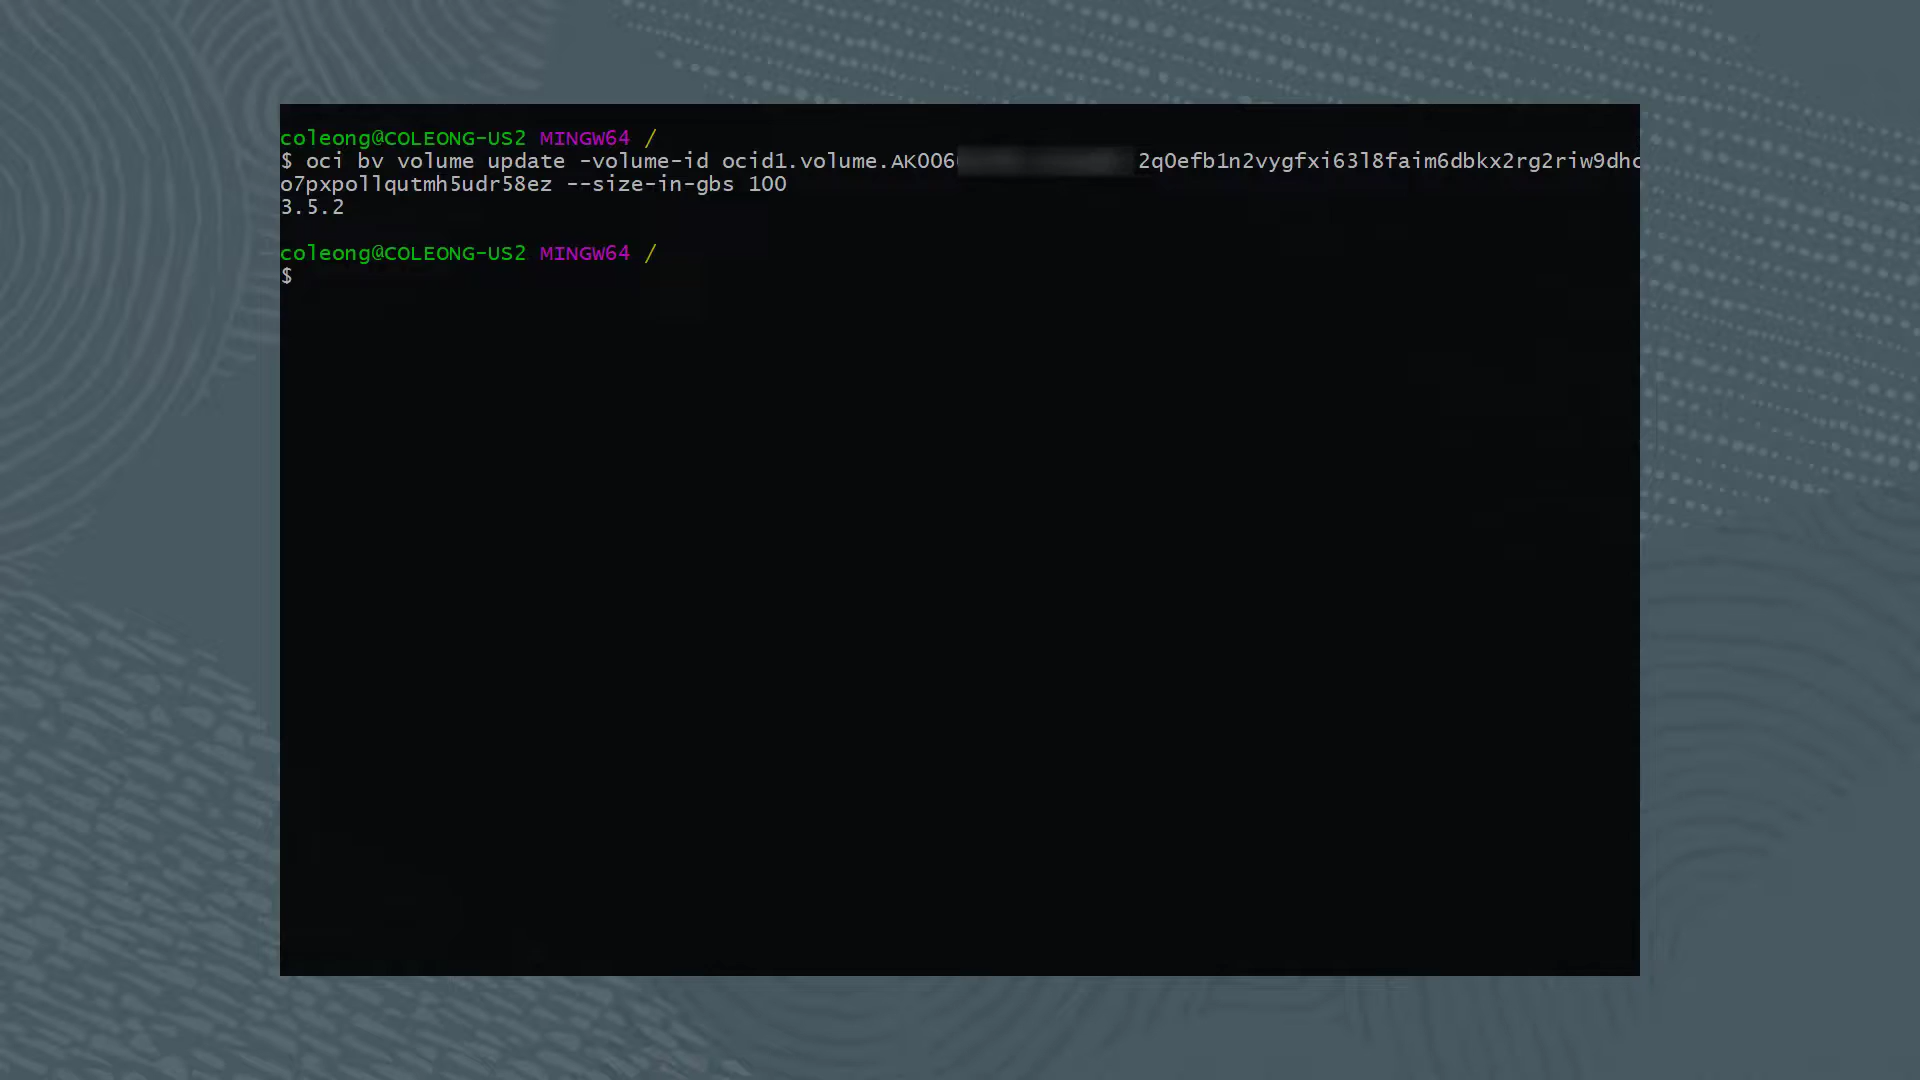 coleong@COLEONG-US2 MINGW64 /
$ oci bv volume update -volume-id ocid1.volume.AK006 2q0efb1n2vygfxi63l8faim6dbkx2rg2riw9dhc
o7pxpollqutmh5udr58ez --size-in-gbs 100
3.5.2
coleong@COLEONG-US2 MINGW64 /
$